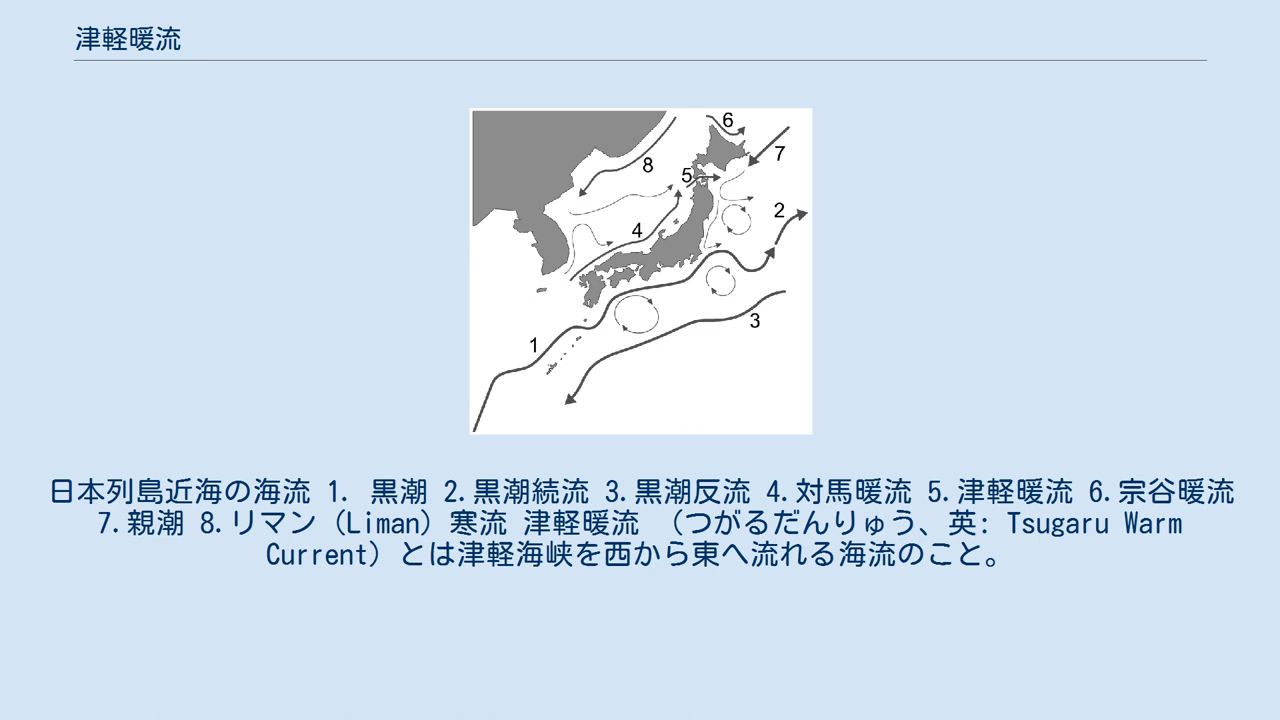 津軽暖流
6
7
8
5
2
4
3
1
日本列島近海の海流 1. 黒潮 2.黒潮続流 3.黒潮反流 4.対馬暖流 5.津軽暖流 6.宗谷暖流
7.親潮 8.リマン（Liman）寒流 津軽暖流 （つがるだんりゅう、英: Tsugaru Warm
Current）とは津軽海峡を西から東へ流れる海流のこと。